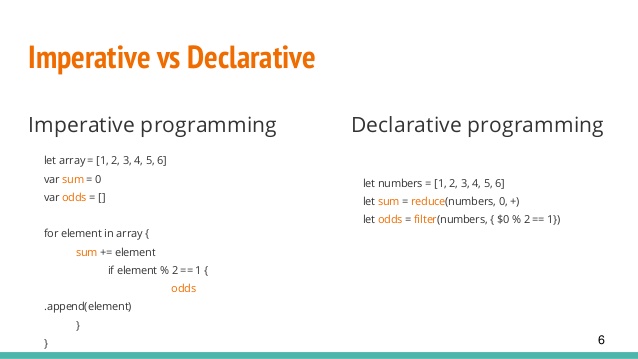 Imperative vs Declarative
Imperative programming
let array = [1, 2, 3, 4, 5, 6]
var sum = 0
var odds = []
for element in array {
sum += element
if element % 2 == 1 {
odds
.append(element)
}
}
Declarative programming
let numbers = [1, 2, 3, 4, 5, 6]
let sum = reduce(numbers, 0, +)
let odds = filter(numbers, { $0 % 2 == 1})
6